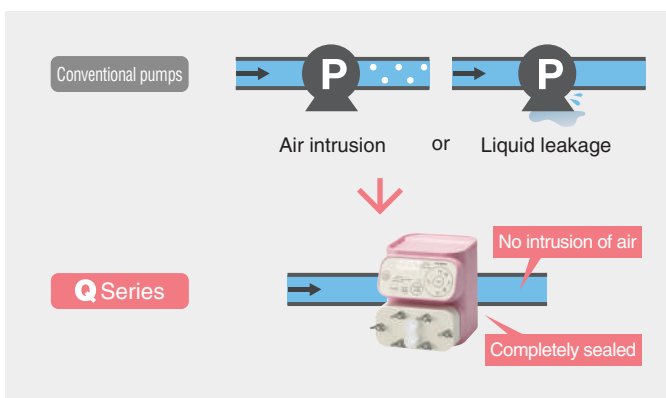 Conventional pumps
P
P
Air intrusion or Liquid leakage
No intrusion of air
Q Series
Completely sealed